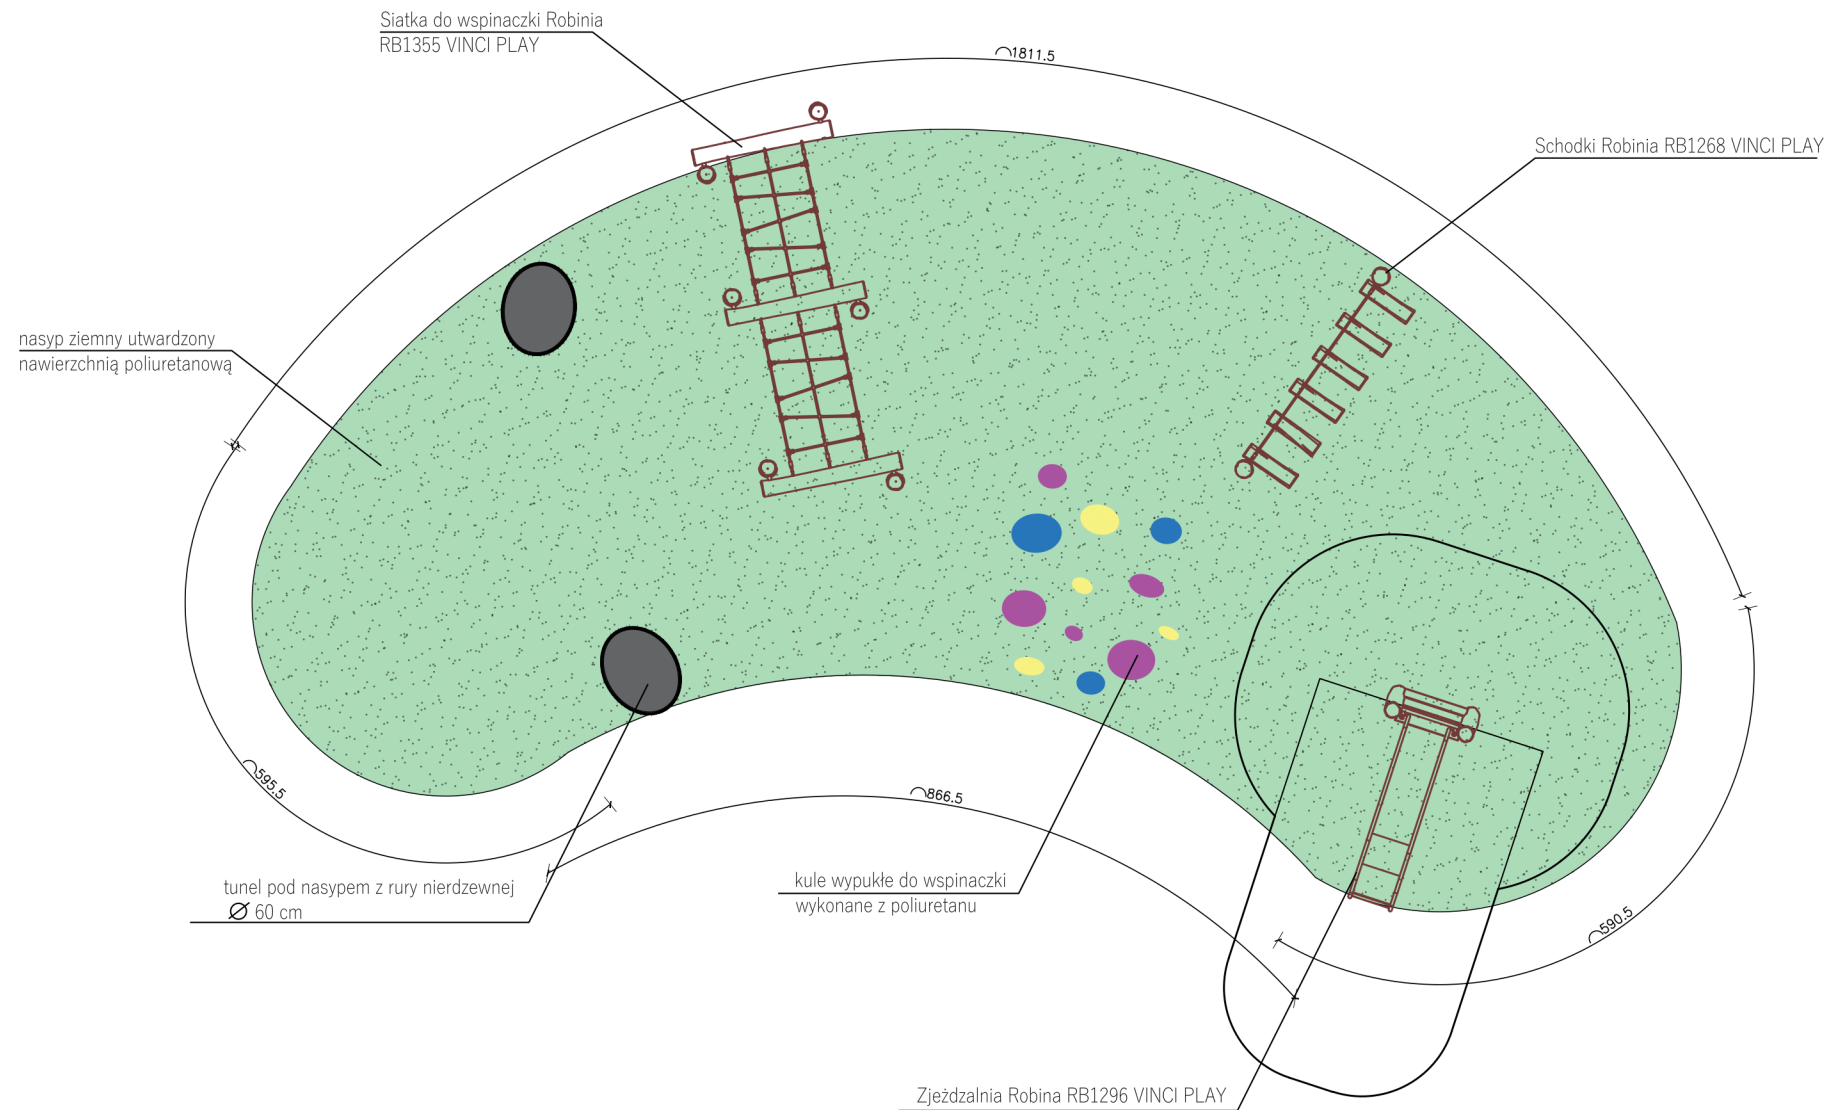 Siatka do wspinaczki Robinia
RB1355 VINCI PLAY
1811.5
Schodki Robinia RB1268 VINCI PLAY
nasyp ziemny utwardzony
nawierzchnią poliuretanową
595.5
866.5
tunel pod nasypem z rury nierdzewnej
Ø 60 cm
kule wypukłe do wspinaczki
wykonane z poliuretanu
590.5
Zjeżdzalnia Robina RB1296 VINCI PLAY